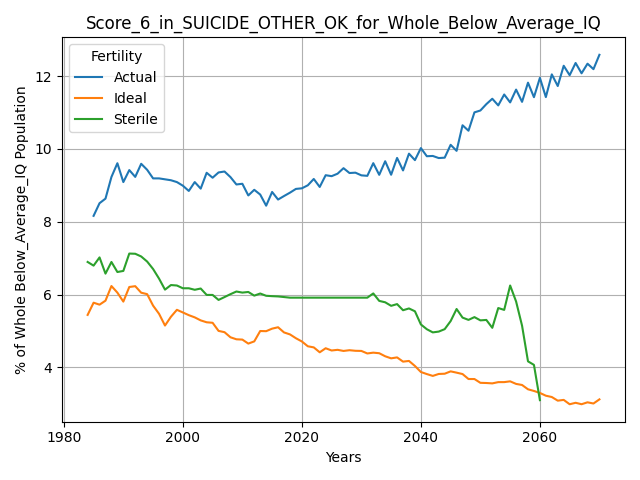 Score_6_in_SUICIDE_OTHER_OK_for_Whole_Below_Average_IQ
% of Whole Below_Average_IQ Population
Fertility
Actual
Ideal
Sterile
12
10
8
6
4
1980
2000
2020
2040
2060
Years